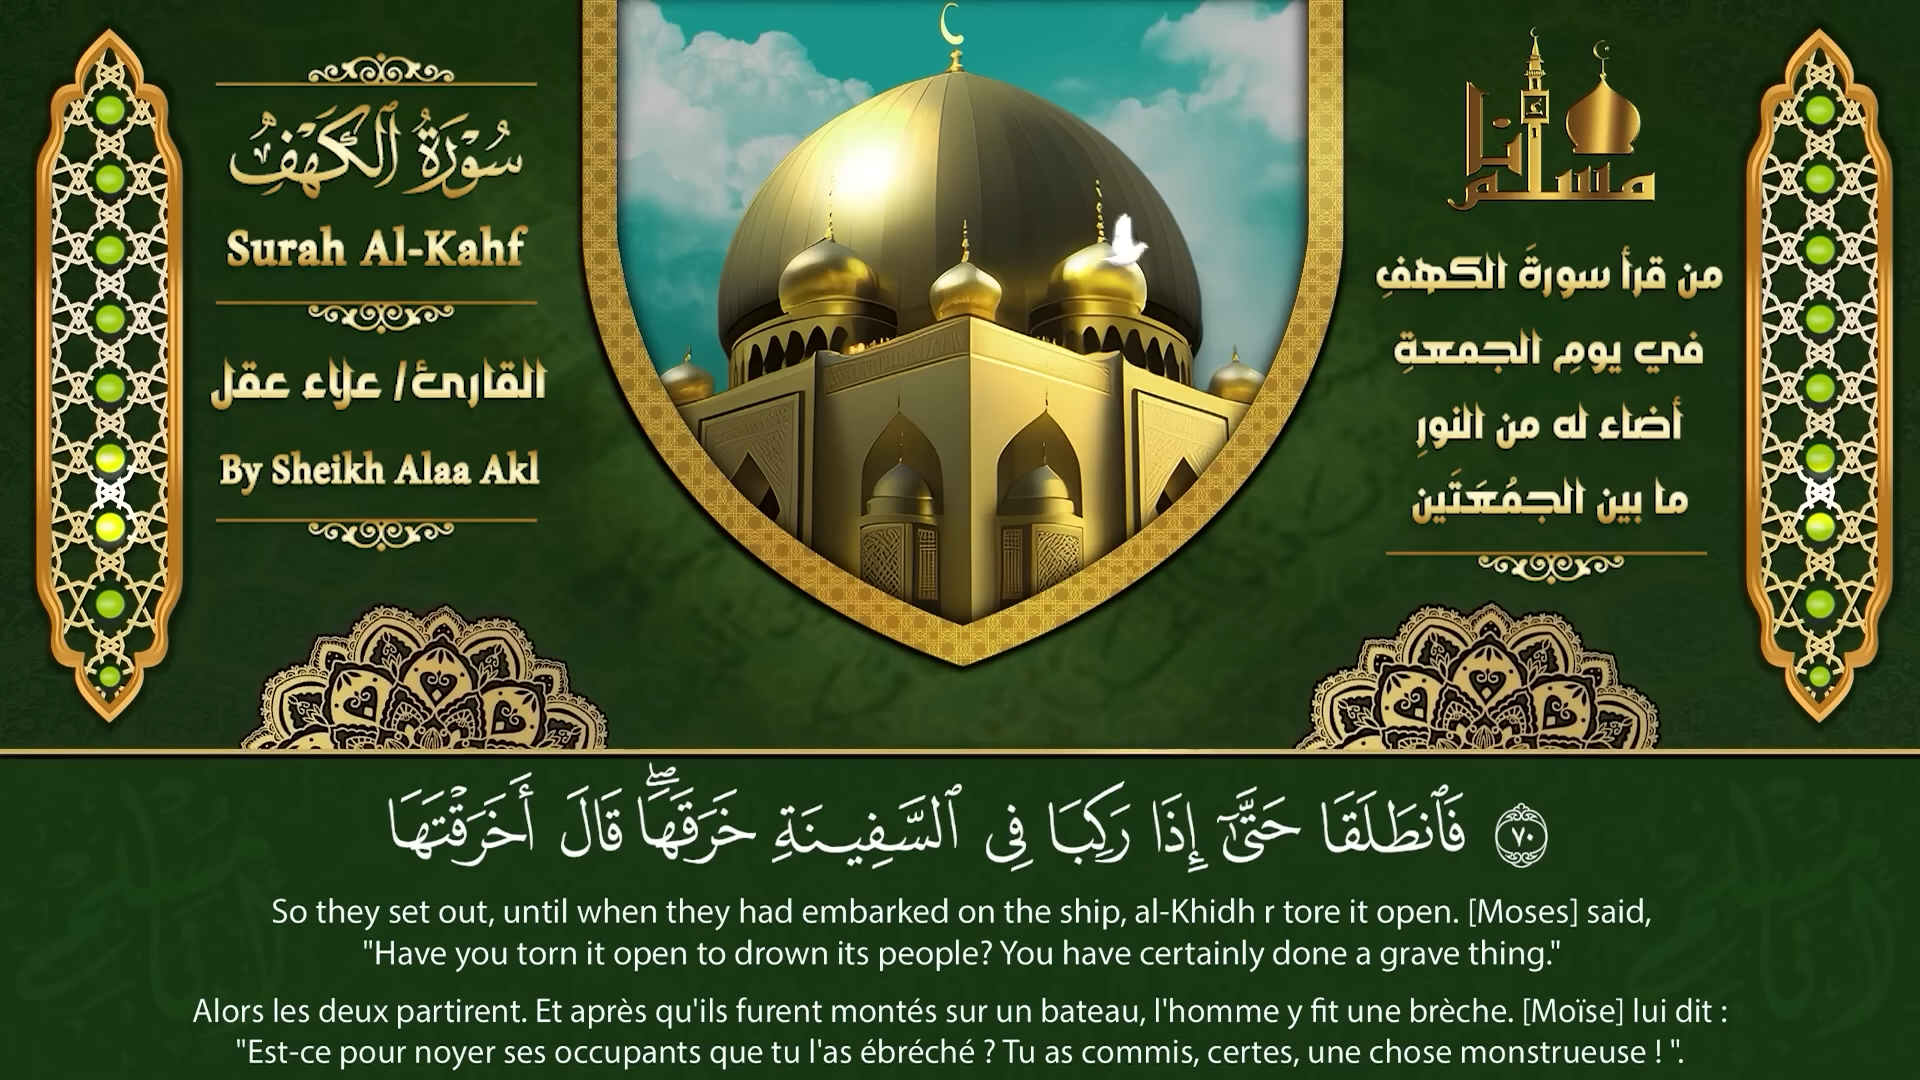 سُورَةُ ٱلْكَهْفِ
Surah Al-Kahf
القارئ/ علاء عقل
By Sheikh Alaa Akl
أنا
مسلم
من قرأ سورةَ الكهفِ
في يومِ الجمعةِ
أضاء له من النورِ
ما بين الجمُعَتَين
٧٠ فَٱنطَلَقَا حَتَّىٰٓ إِذَا رَكِبَا فِى ٱلسَّفِينَةِ خَرَقَهَا ۖ قَالَ أَخَرَقْتَهَا
So they set out, until when they had embarked on the ship, al-Khidh r tore it open. [Moses] said,
"Have you torn it open to drown its people? You have certainly done a grave thing."
Alors les deux partirent. Et après qu'ils furent montés sur un bateau, l'homme y fit une brèche. [Moïse] lui dit :
"Est-ce pour noyer ses occupants que tu l'as ébréché ? Tu as commis, certes, une chose monstrueuse ! ".